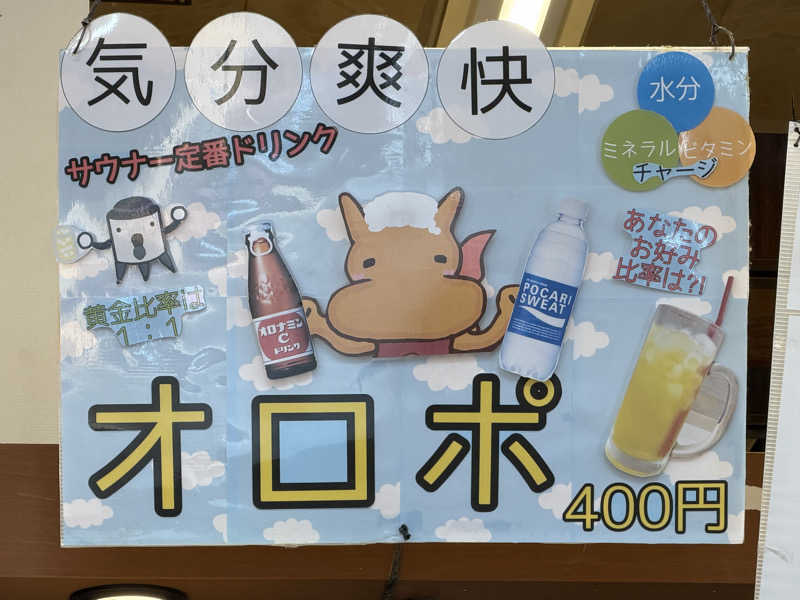 気分爽快
サウナー定番ドリンク
水分
ミネラル
ビタミン
チャージ
黄金比率は
1:1
オロナミン
C
ドリンク
POCARI
SWEAT
あなたの
お好み
比率は?!
オロポ
400円